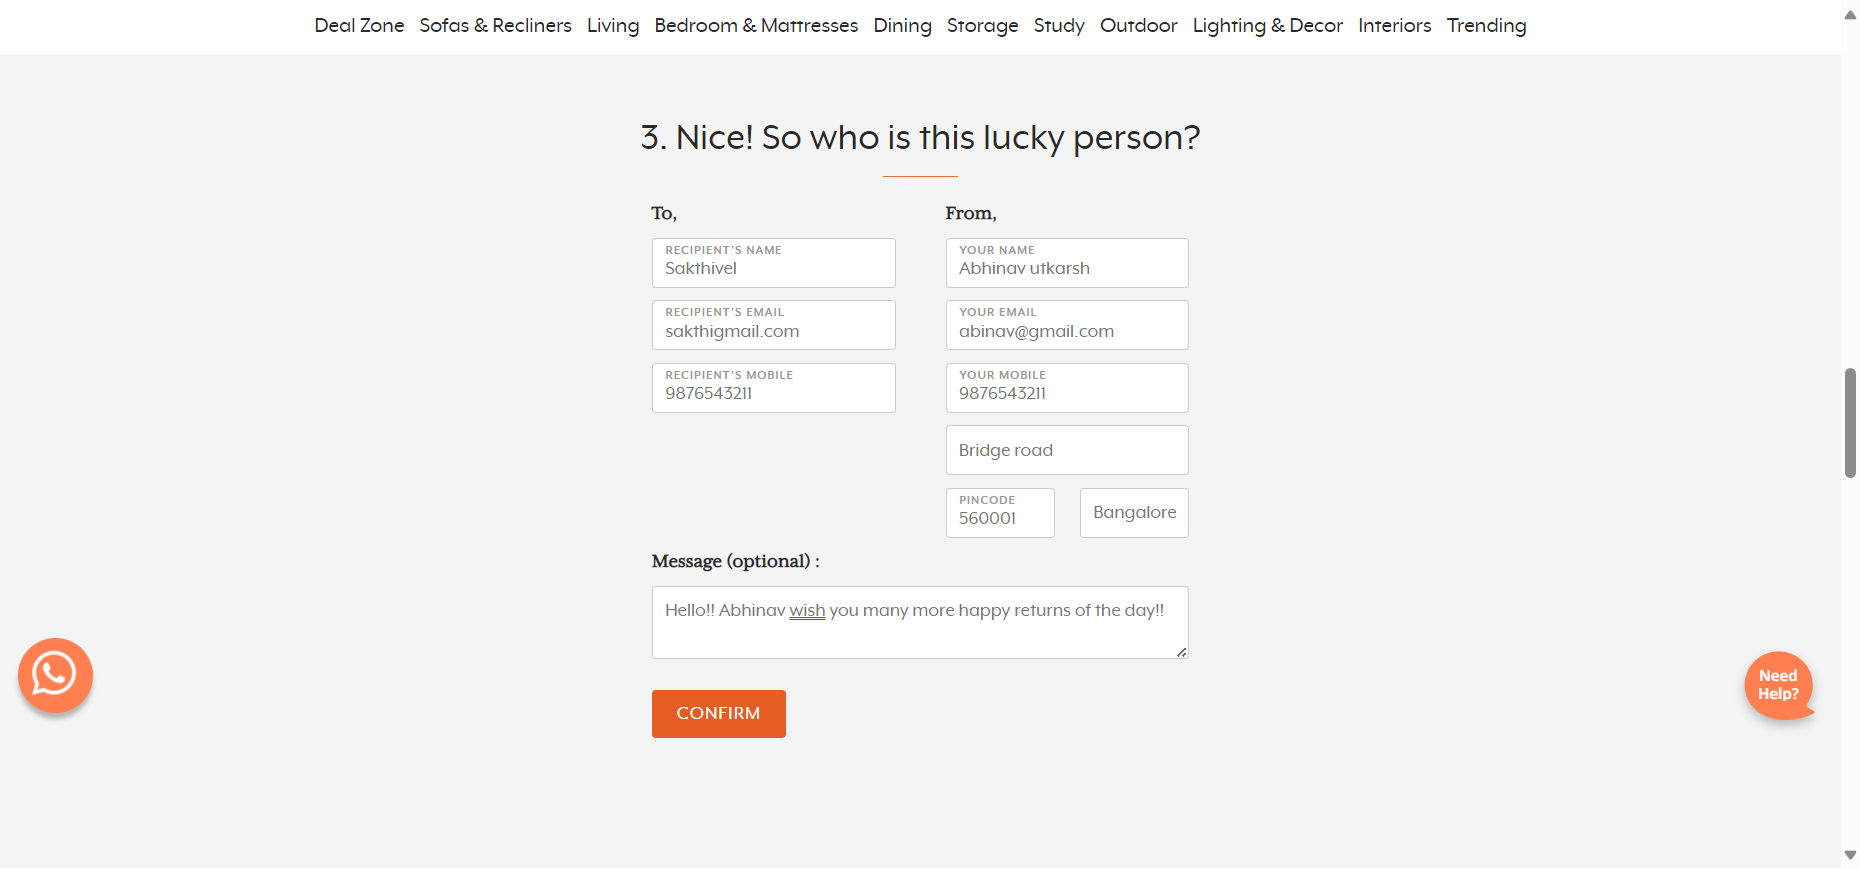 Deal Zone Sofas & Recliners Living Bedroom & Mattresses Dining Storage Study Outdoor Lighting & Decor Interiors Trending
3. Nice! So who is this lucky person?
To,
RECIPIENT'S NAME
Sakthivel
RECIPIENT'S EMAIL
sakthigmail.com
RECIPIENT'S MOBILE
9876543211
From,
YOUR NAME
Abhinav utkarsh
YOUR EMAIL
abinav@gmail.com
YOUR MOBILE
9876543211
Bridge road
PINCODE
560001
Bangalore
Message (optional) :
Hello!! Abhinav wish you many more happy returns of the day!!
CONFIRM
Need
Help?